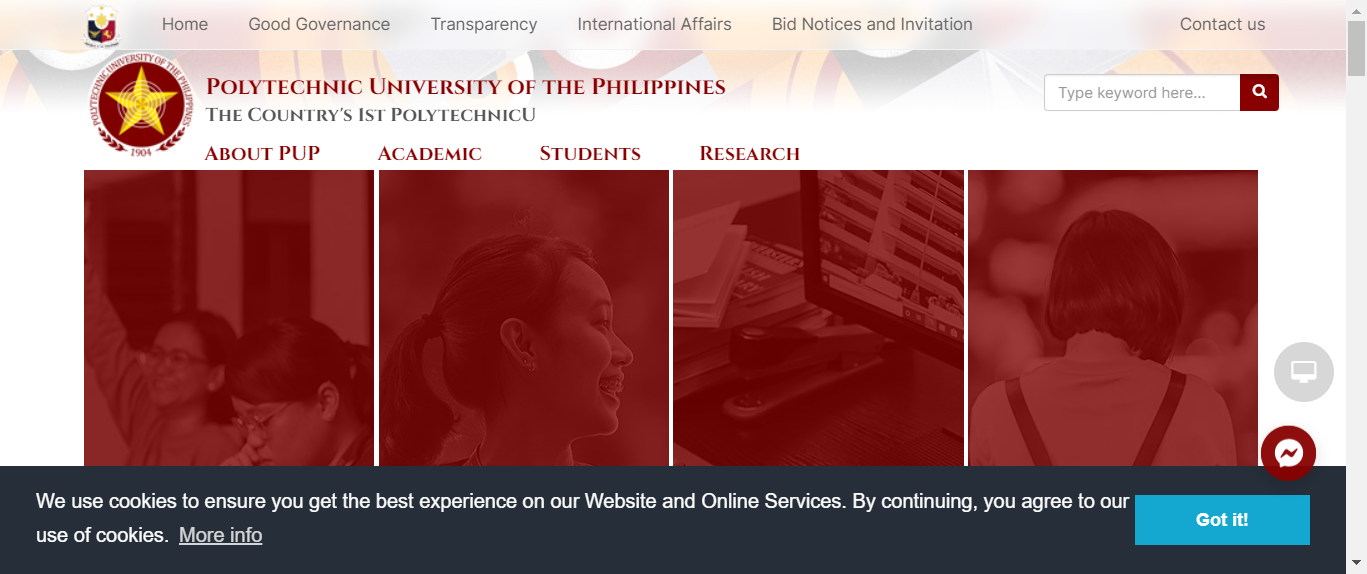 Home Good Governance Transparency International Affairs Bid Notices and Invitation Contact us
POLYTECHNIC UNIVERSITY OF THE PHILIPPINES
1904
POLYTECHNIC UNIVERSITY OF THE PHILIPPINES
THE COUNTRY'S 1ST POLYTECHNICU
Type keyword here...
ABOUT PUP ACADEMIC STUDENTS RESEARCH
We use cookies to ensure you get the best experience on our Website and Online Services. By continuing, you agree to our
use of cookies. More info
Got it!